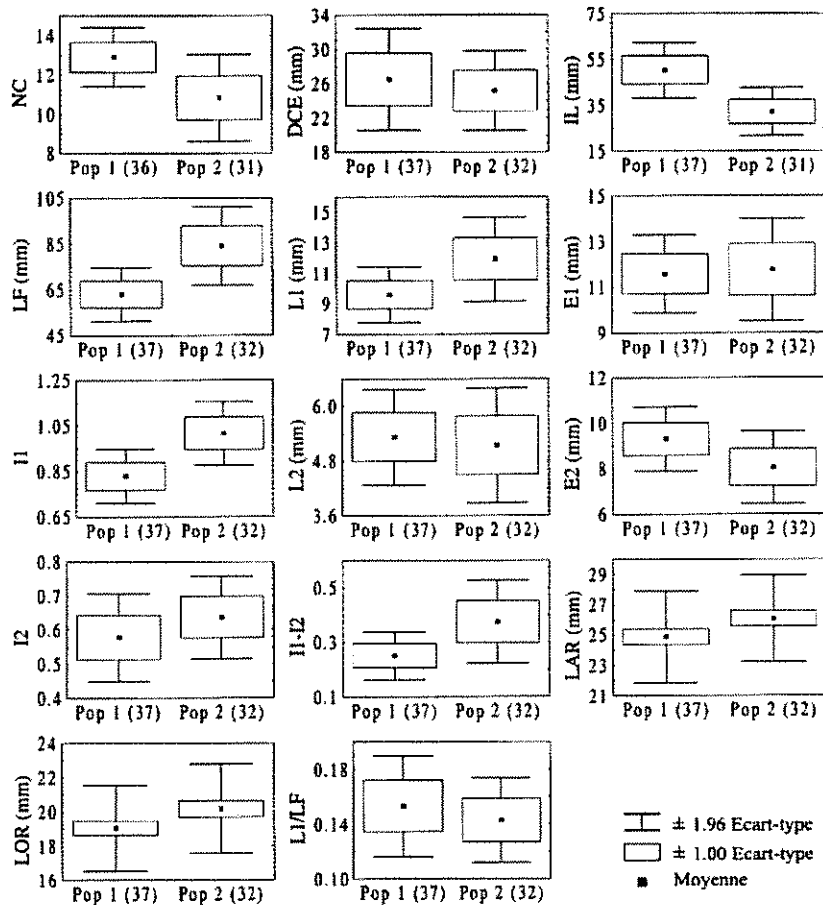 NC
14
12
10
8
Pop 1 (36) Pop 2 (31)
DCE (mm)
34
30
26
22
18
Pop 1 (37) Pop 2 (32)
IL (mm)
75
55
35
15
Pop 1 (37) Pop 2 (31)
LF (mm)
105
85
65
45
Pop 1 (37) Pop 2 (32)
L1 (mm)
15
13
11
9
7
Pop 1 (37) Pop 2 (32)
E1 (mm)
15
13
11
9
Pop 1 (37) Pop 2 (32)
I1
1.25
1.05
0.85
0.65
Pop 1 (37) Pop 2 (32)
L2 (mm)
6.0
4.8
3.6
Pop 1 (37) Pop 2 (32)
E2 (mm)
12
10
8
6
Pop 1 (37) Pop 2 (32)
I2
0.8
0.7
0.6
0.5
0.4
Pop 1 (37) Pop 2 (32)
I1-I2
0.5
0.3
0.1
Pop 1 (37) Pop 2 (32)
LAR (mm)
29
27
25
23
21
Pop 1 (37) Pop 2 (32)
LOR (mm)
24
22
20
18
16
Pop 1 (37) Pop 2 (32)
L1/LF
0.18
0.14
0.10
Pop 1 (37) Pop 2 (32)
± 1.96 Ecart-type
± 1.00 Ecart-type
Moyenne